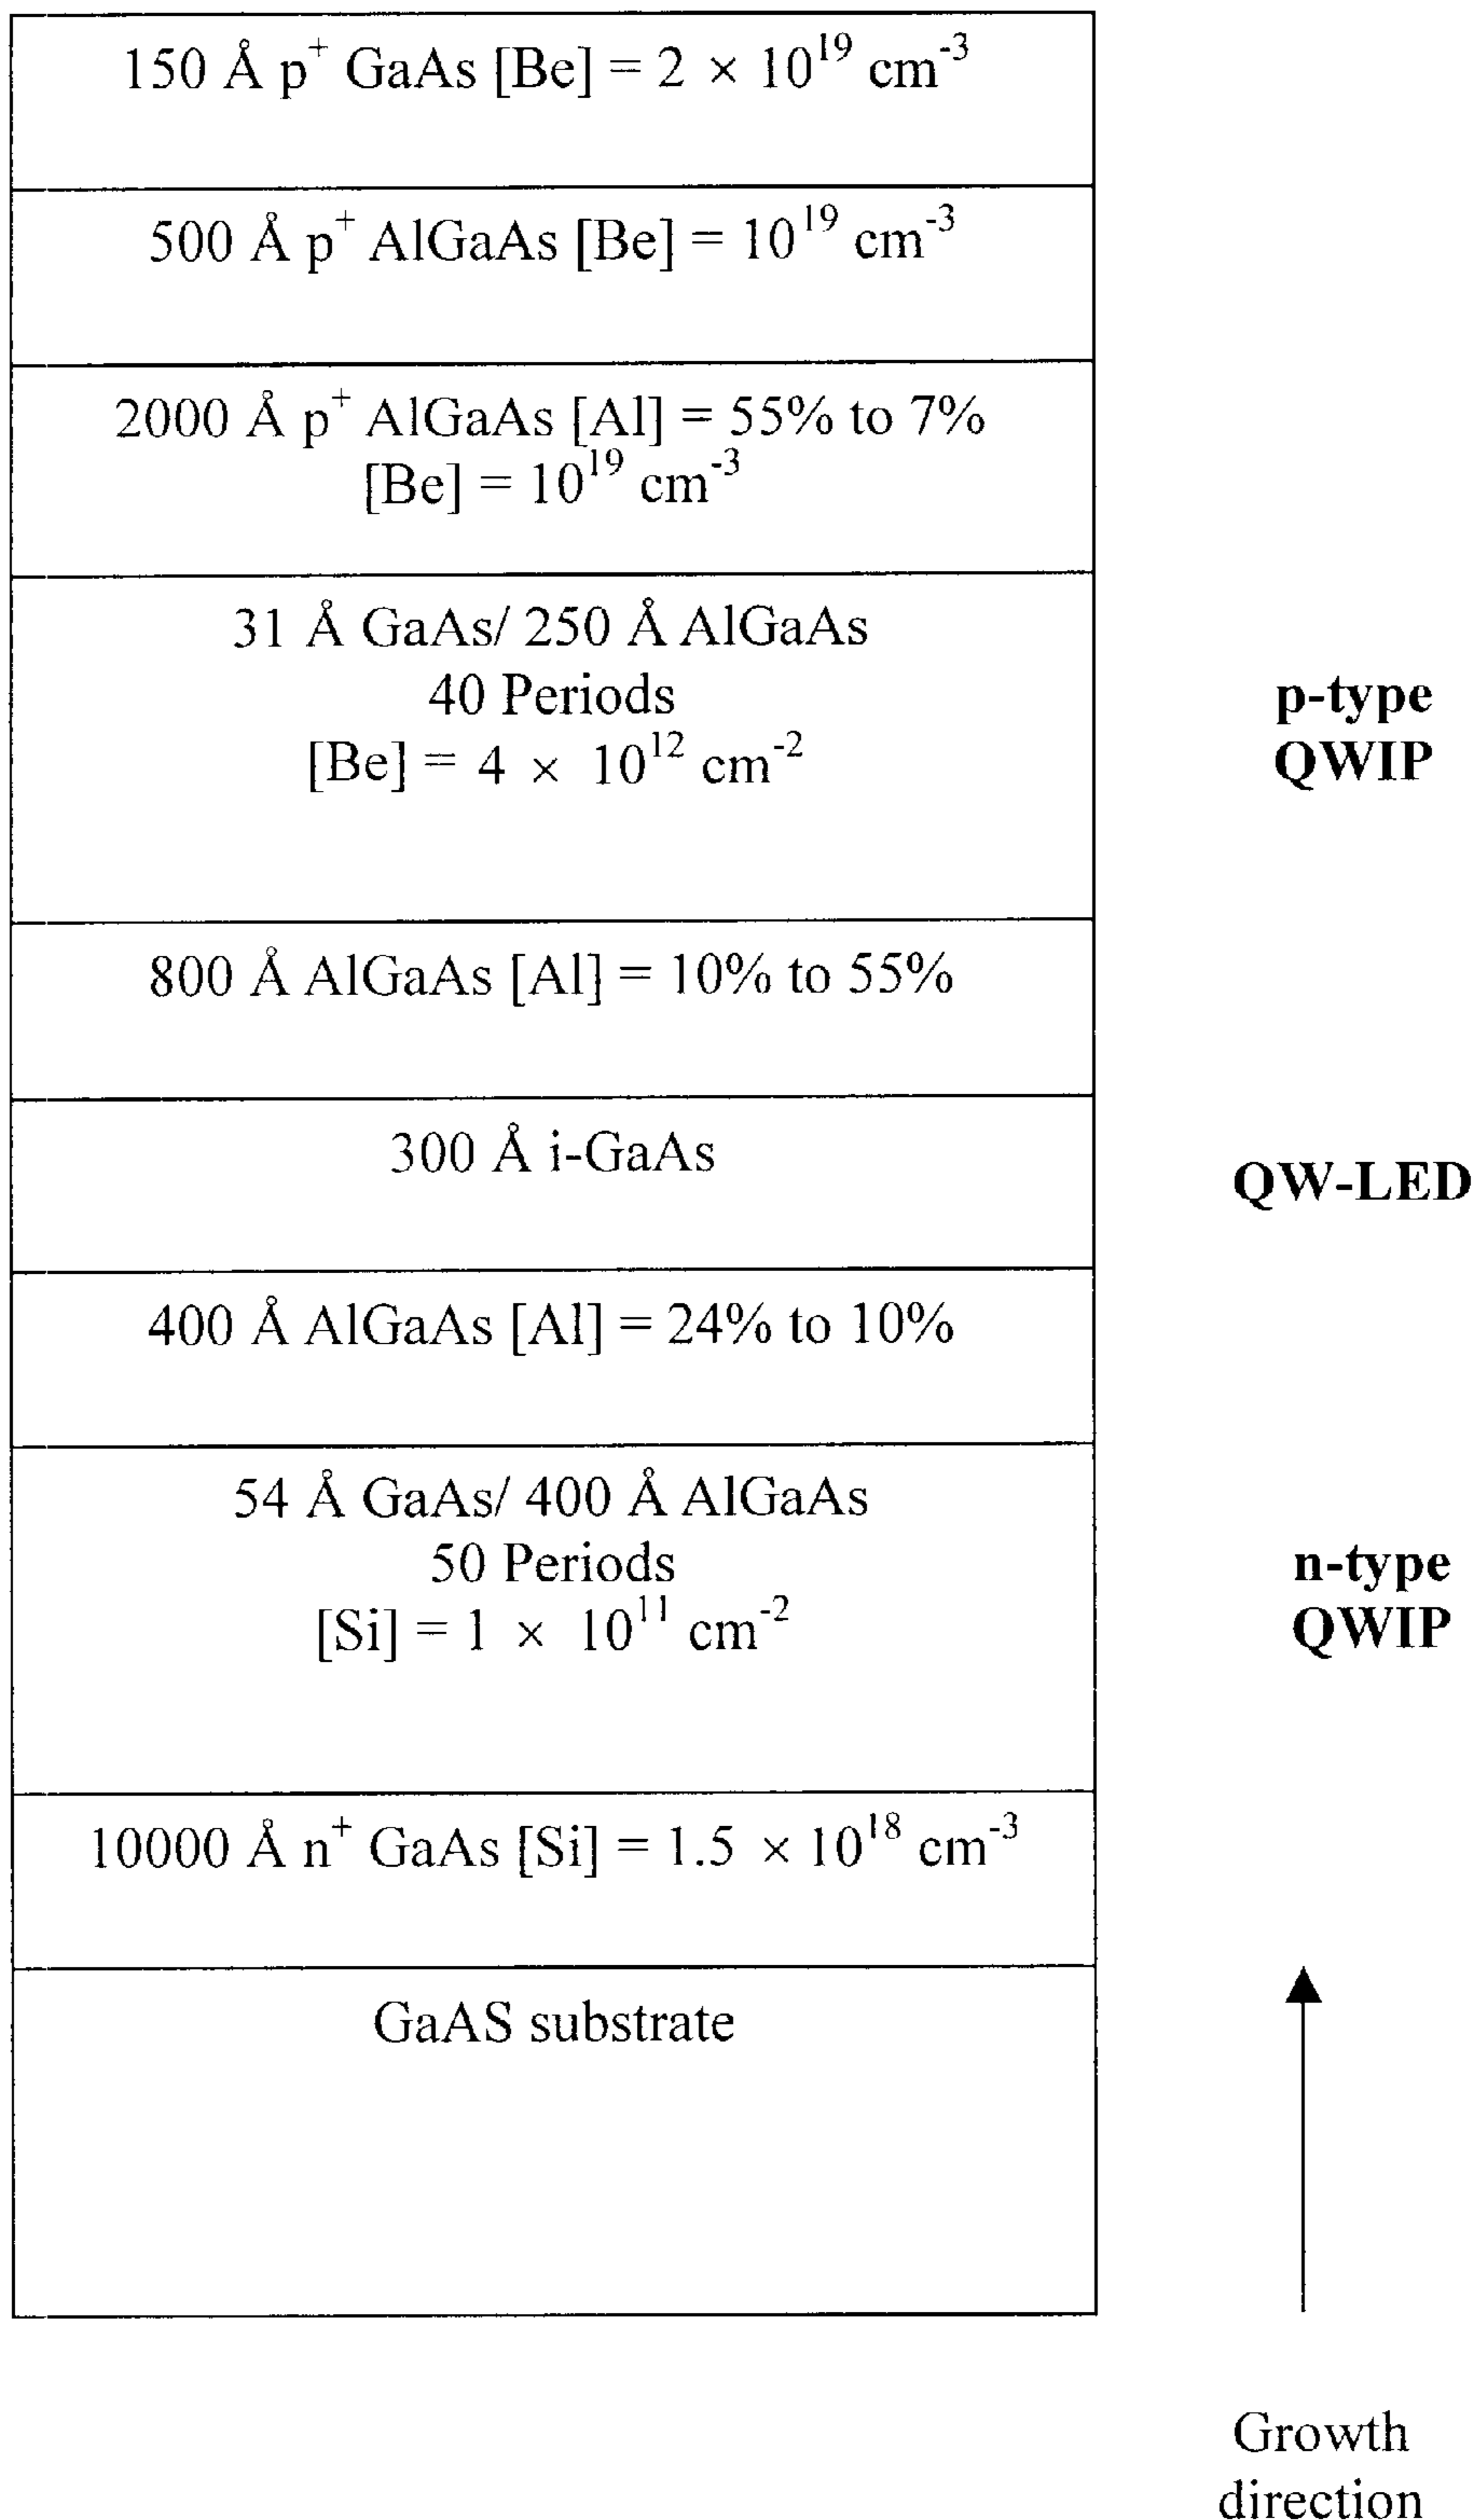 150 Å p⁺ GaAs [Be] = 2 × 10¹⁹ cm⁻³
500 Å p⁺ AlGaAs [Be] = 10¹⁹ cm⁻³
2000 Å p⁺ AlGaAs [Al] = 55% to 7%
[Be] = 10¹⁹ cm⁻³
31 Å GaAs/ 250 Å AlGaAs
40 Periods
[Be] = 4 × 10¹² cm⁻²
p-type
QWIP
800 Å AlGaAs [Al] = 10% to 55%
300 Å i-GaAs
QW-LED
400 Å AlGaAs [Al] = 24% to 10%
54 Å GaAs/ 400 Å AlGaAs
50 Periods
[Si] = 1 × 10¹¹ cm⁻²
n-type
QWIP
10000 Å n⁺ GaAs [Si] = 1.5 × 10¹⁸ cm⁻³
GaAS substrate
Growth
direction